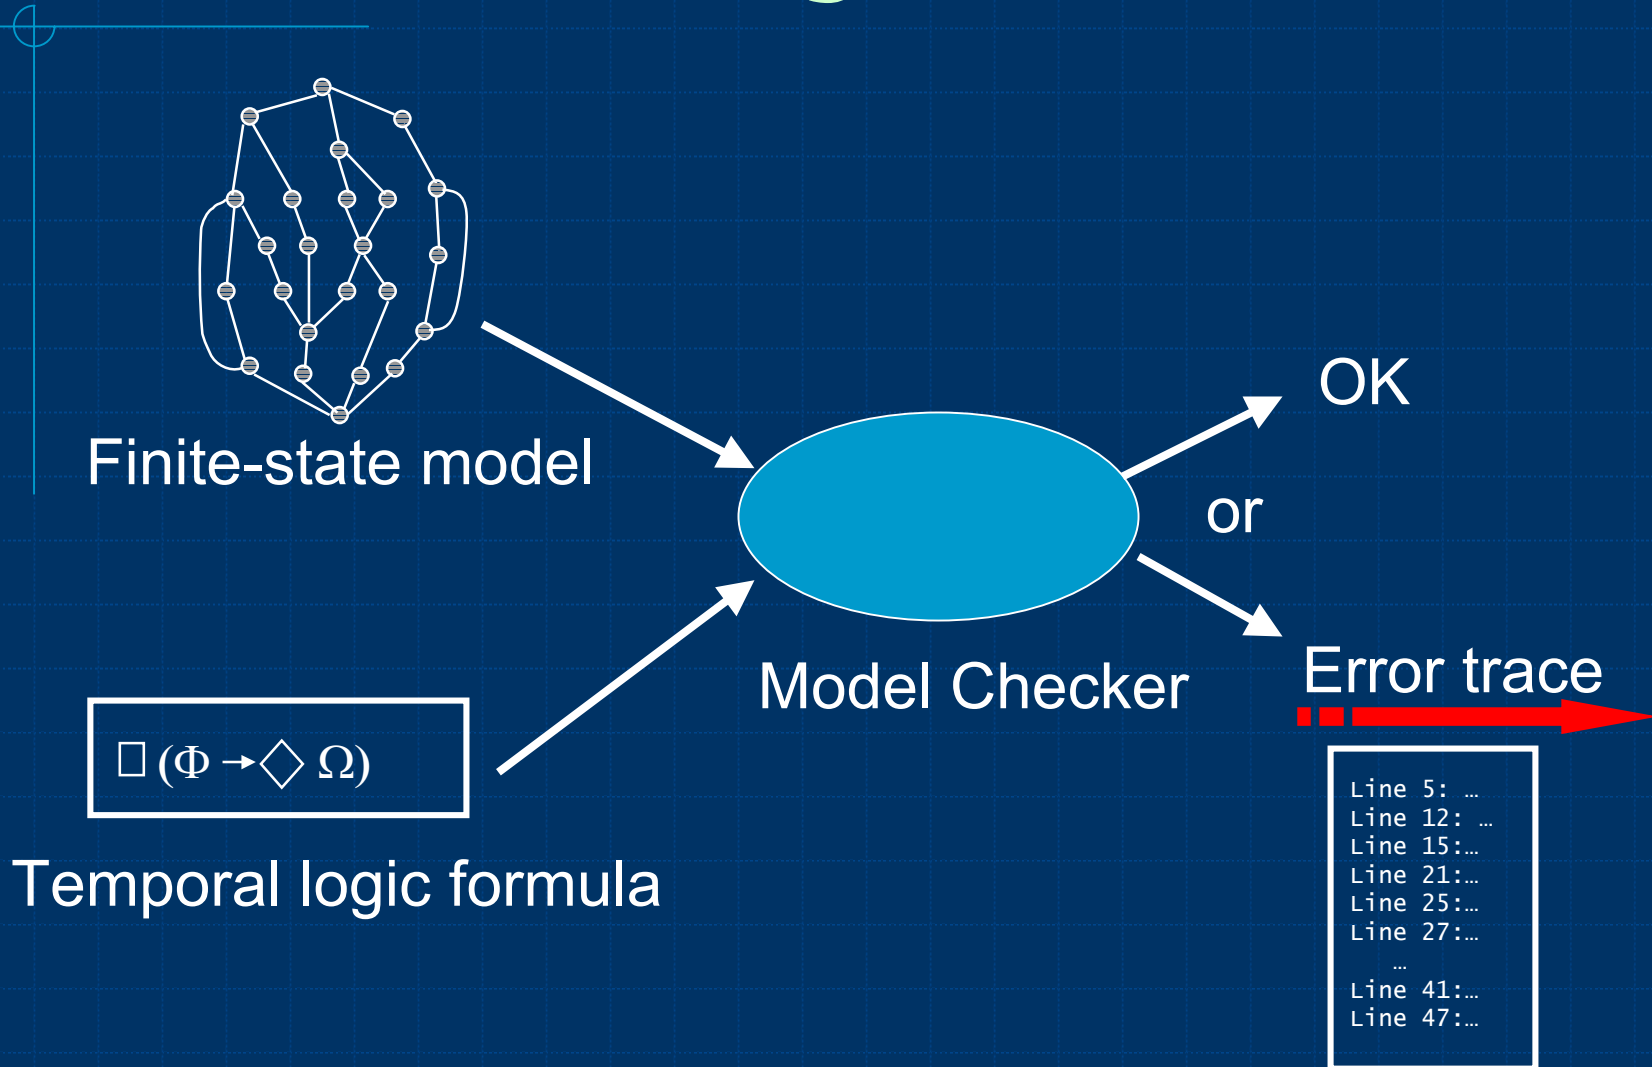 Finite-state model
OK
or
Model Checker
Error trace
□ (Φ → ◇ Ω)
Temporal logic formula
Line 5: …
Line 12: …
Line 15:…
Line 21:…
Line 25:…
Line 27:…
…
Line 41:…
Line 47:…